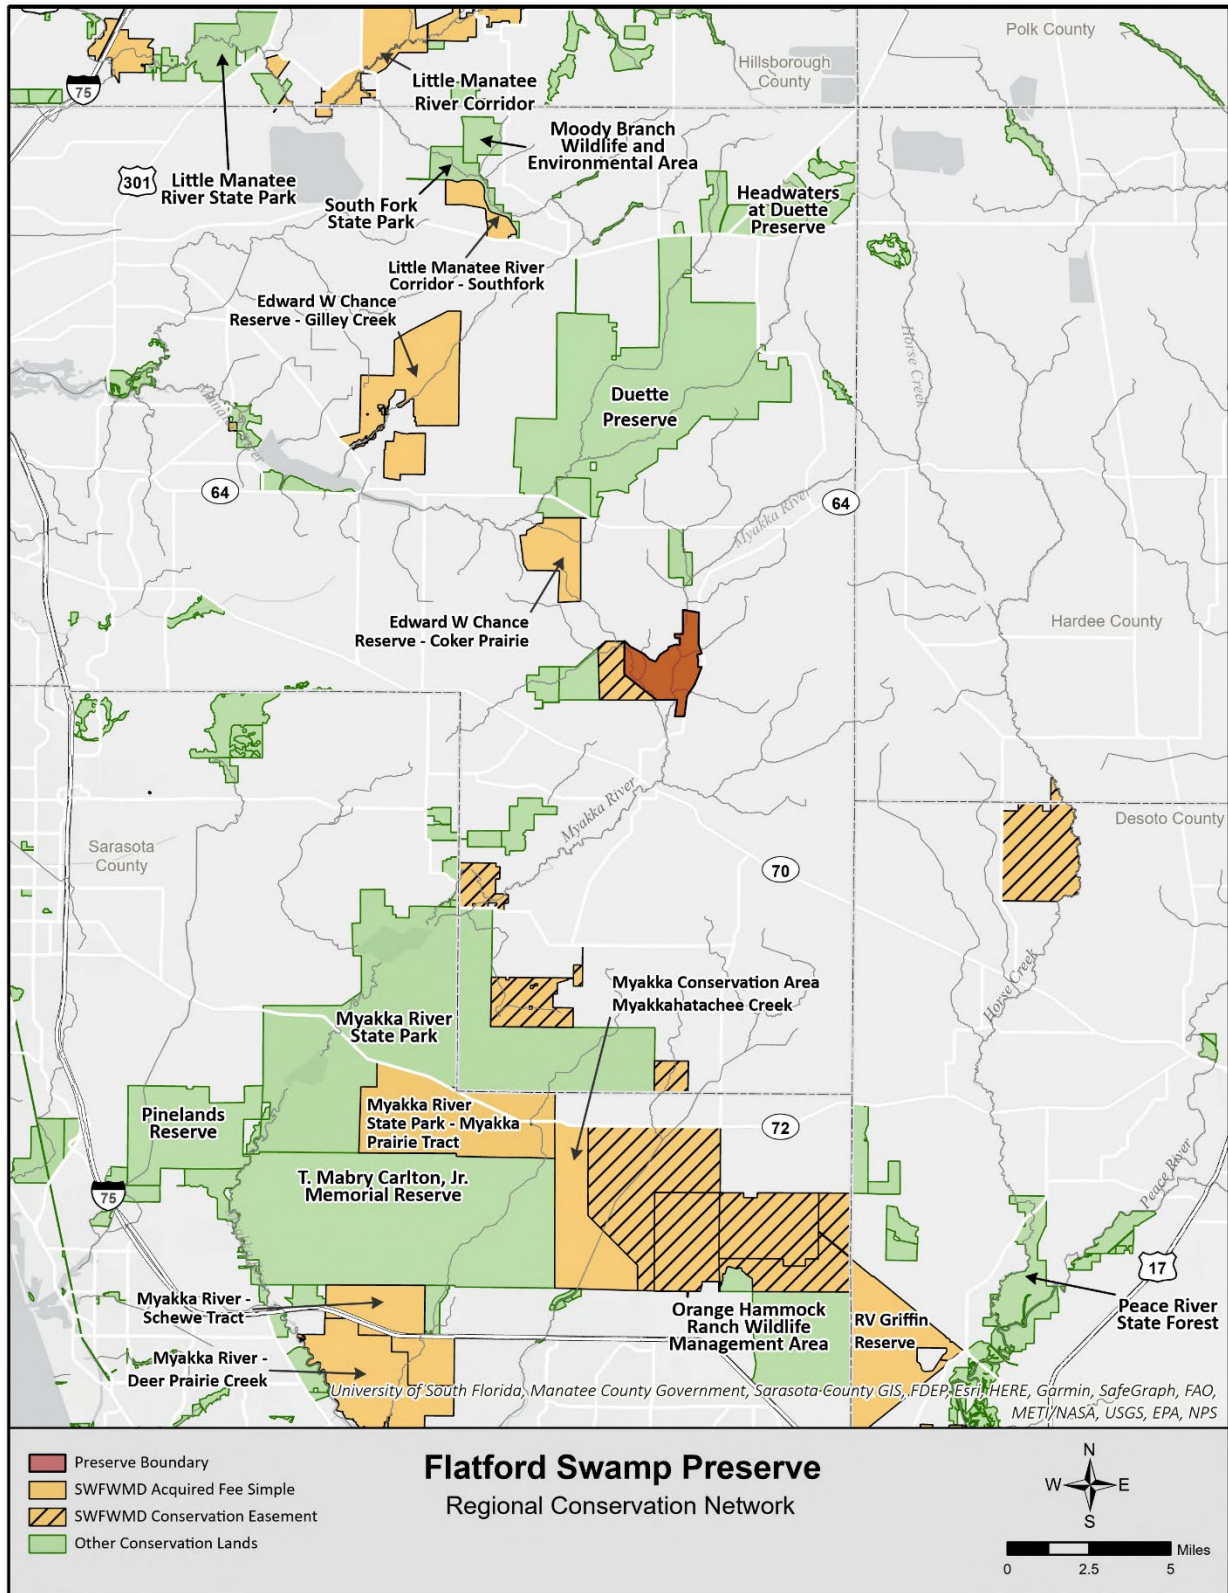 Polk County
Hillsborough
County
75
Little Manatee
River Corridor
Moody Branch
Wildlife and
Environmental Area
301
Little Manatee
River State Park
South Fork
State Park
Headwaters
at Duette
Preserve
Little Manatee River
Corridor - Southfork
Edward W Chance
Reserve - Gilley Creek
Horse Creek
Duette
Preserve
64
64
Myakka River
Edward W Chance
Reserve - Coker Prairie
Hardee County
Myakka River
Desoto County
Sarasota
County
70
Horse Creek
Myakka Conservation Area
Myakkahatachee Creek
Myakka River
State Park
Pinelands
Reserve
Myakka River
State Park - Myakka
Prairie Tract
72
T. Mabry Carlton, Jr.
Memorial Reserve
75
Peace River
17
Myakka River -
Schewe Tract
Orange Hammock
Ranch Wildlife
Management Area
RV Griffin
Reserve
Peace River
State Forest
Myakka River -
Deer Prairie Creek
University of South Florida, Manatee County Government, Sarasota County GIS, FDEP, Esri, HERE, Garmin, SafeGraph, FAO,
METI/NASA, USGS, EPA, NPS
Preserve Boundary
SWFWMD Acquired Fee Simple
SWFWMD Conservation Easement
Other Conservation Lands
Flatford Swamp Preserve
Regional Conservation Network
N
W E
S
Miles
0 2.5 5